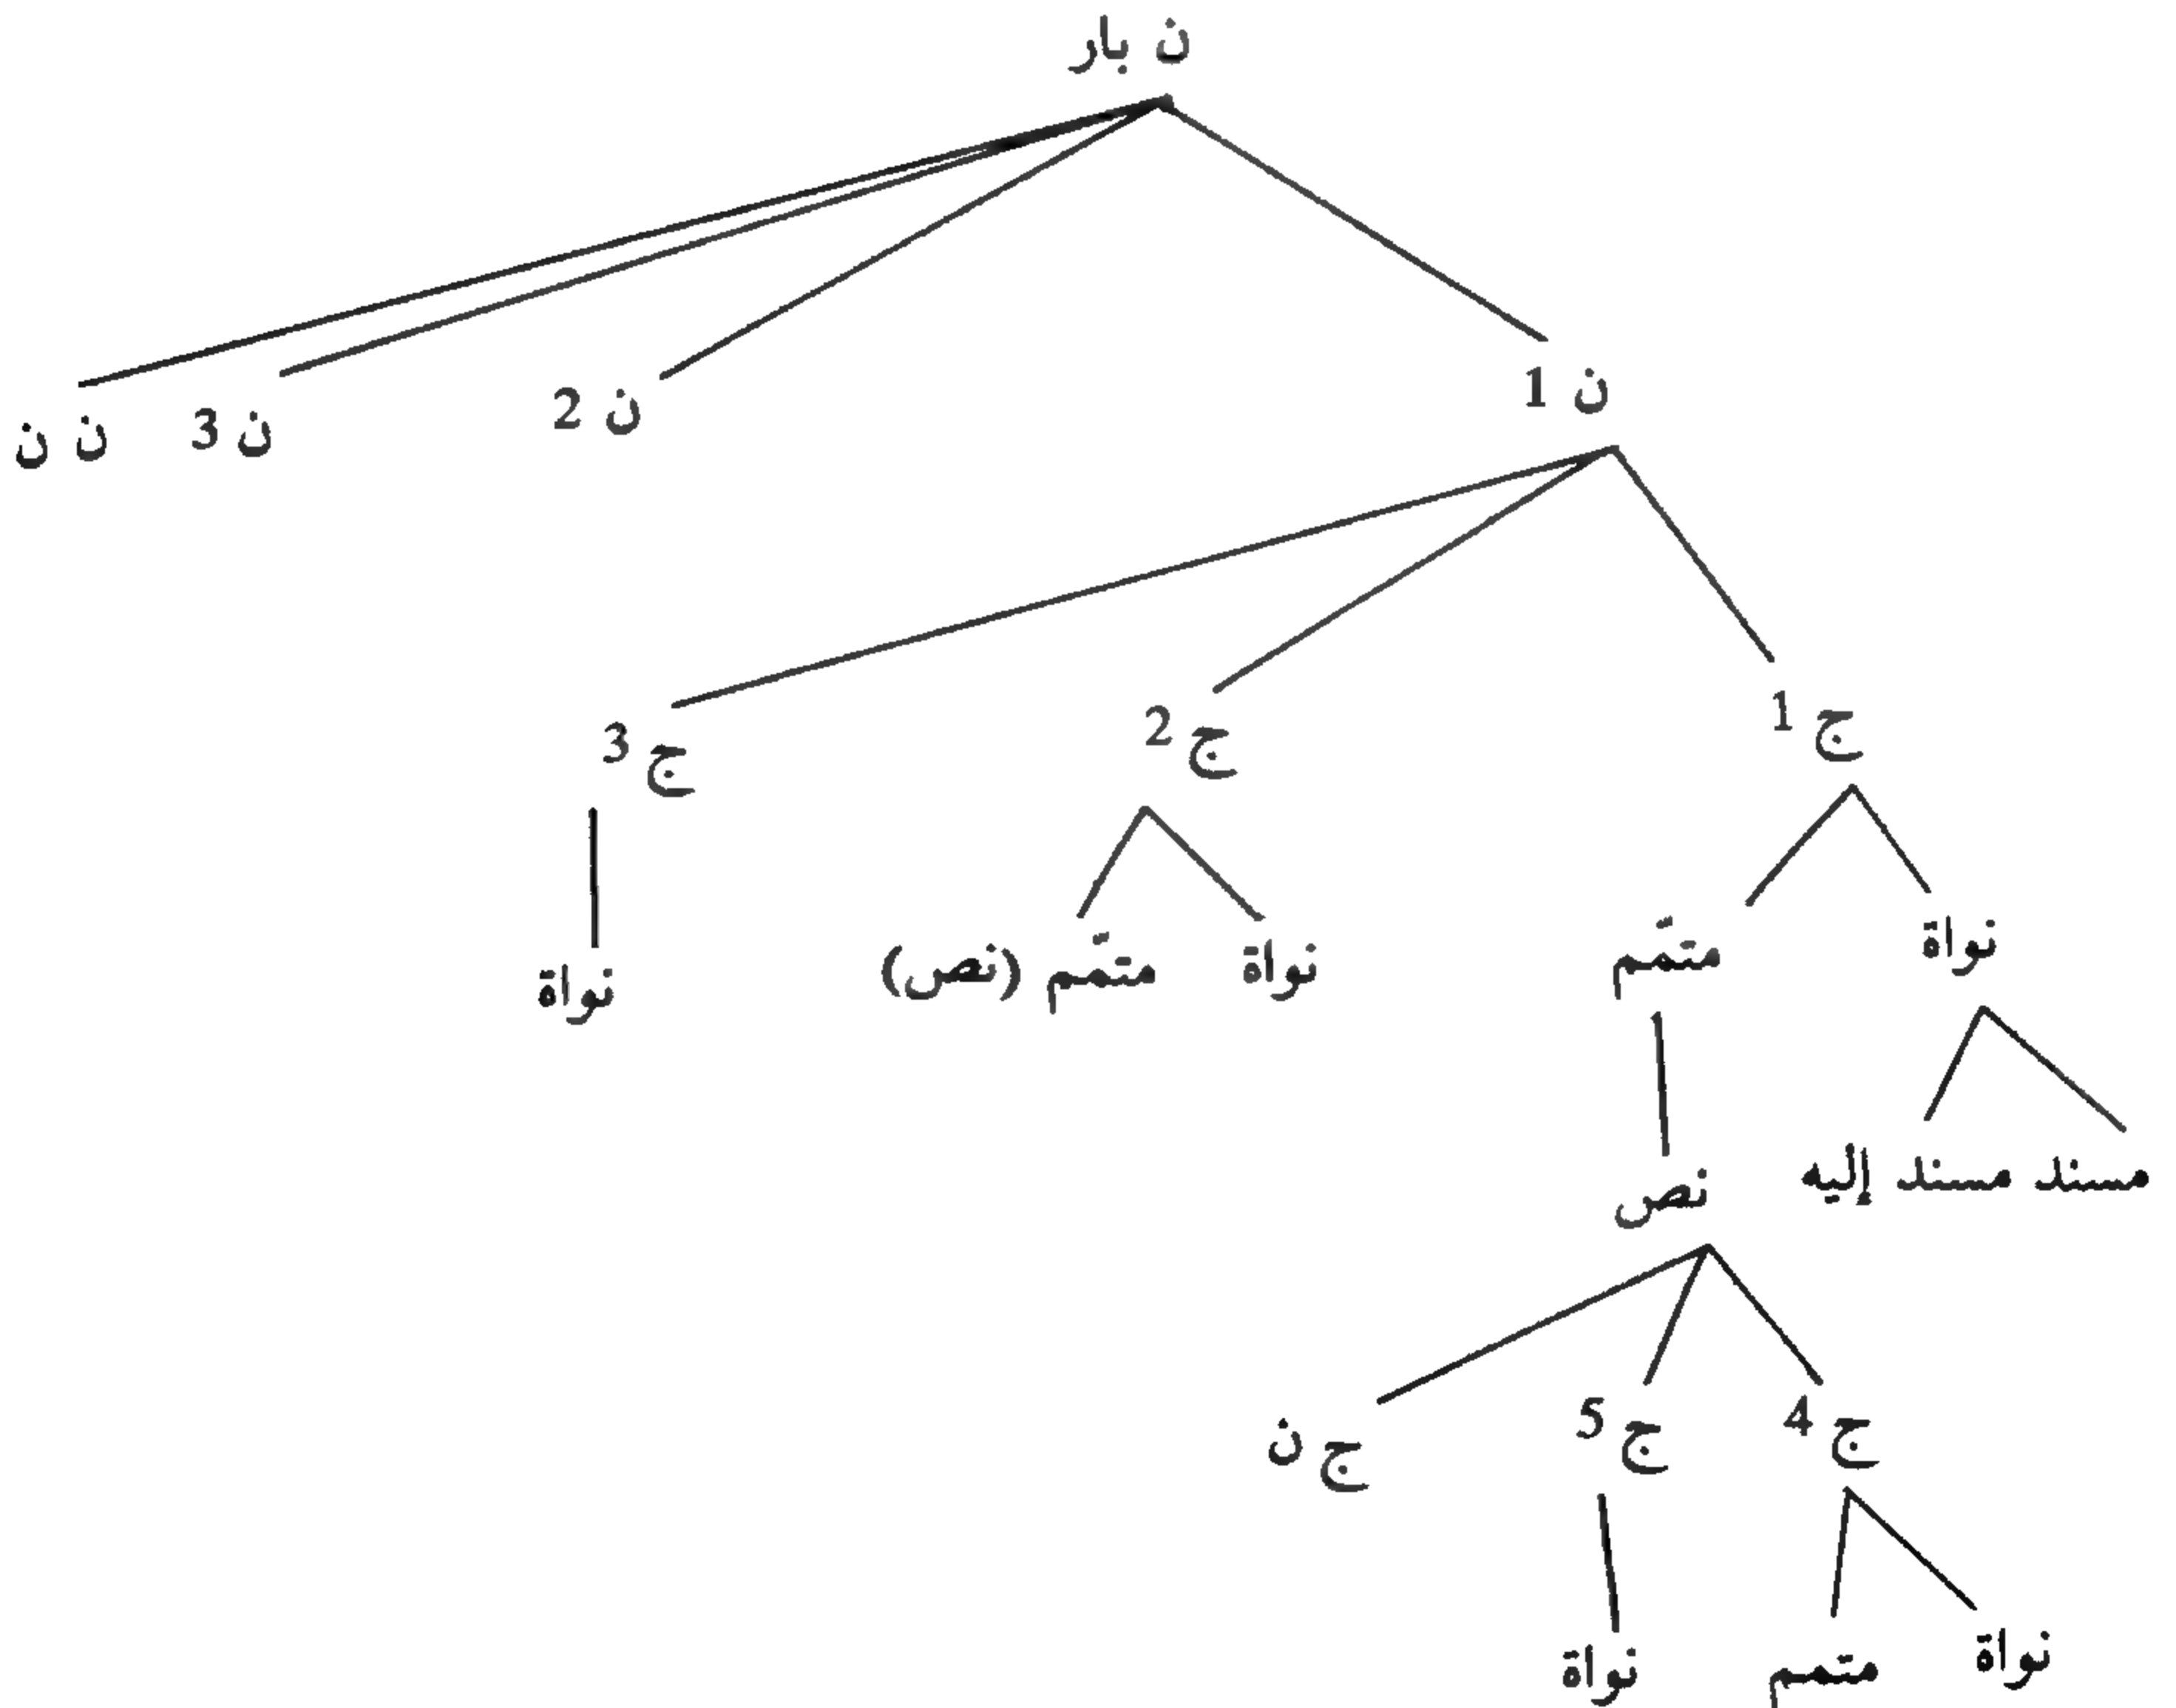 ن بار
ن 1 ن 2 ن 3 ن ن
ج 1 ج 2 ج 3
نواة متمّم نواة متمّم (نص) نواة
مسند مسند إليه نص
ج 4 ج 5 ج ن
نواة متمم نواة